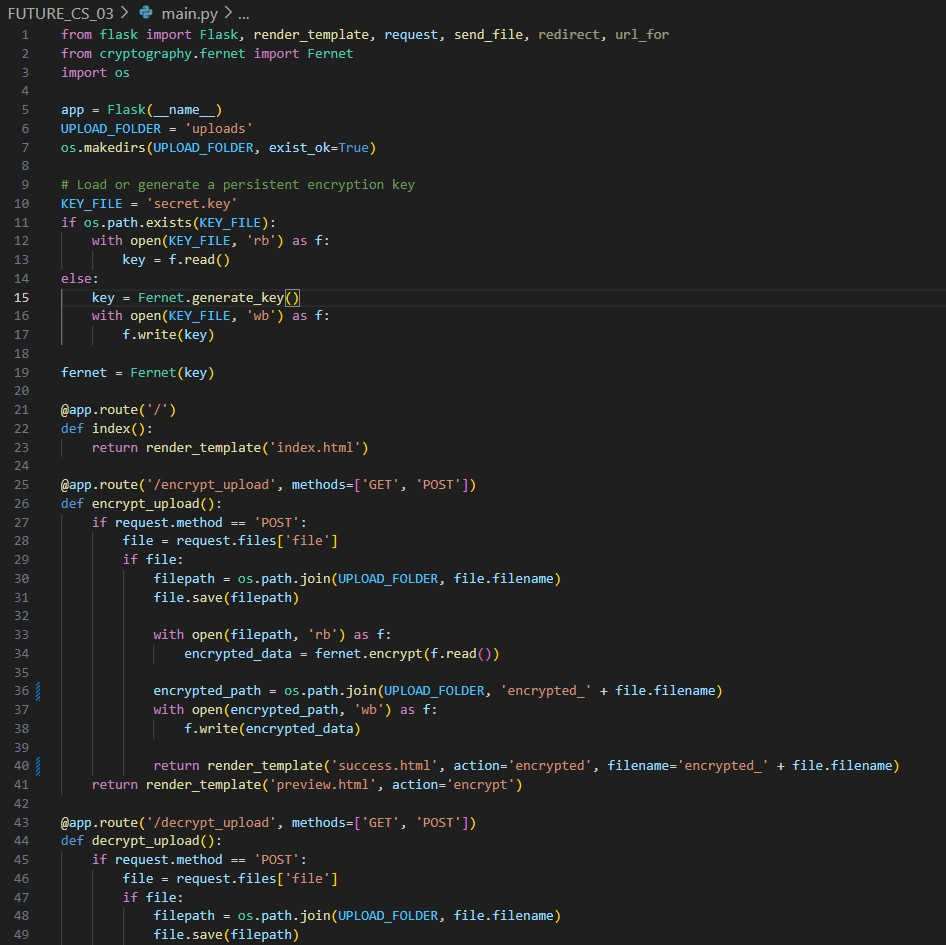 FUTURE_CS_03 > main.py > ...
1 from flask import Flask, render_template, request, send_file, redirect, url_for
2 from cryptography.fernet import Fernet
3 import os
4
5 app = Flask(__name__)
6 UPLOAD_FOLDER = 'uploads'
7 os.makedirs(UPLOAD_FOLDER, exist_ok=True)
8
9 # Load or generate a persistent encryption key
10 KEY_FILE = 'secret.key'
11 if os.path.exists(KEY_FILE):
12     with open(KEY_FILE, 'rb') as f:
13         key = f.read()
14 else:
15     key = Fernet.generate_key()
16     with open(KEY_FILE, 'wb') as f:
17         f.write(key)
18
19 fernet = Fernet(key)
20
21 @app.route('/')
22 def index():
23     return render_template('index.html')
24
25 @app.route('/encrypt_upload', methods=['GET', 'POST'])
26 def encrypt_upload():
27     if request.method == 'POST':
28         file = request.files['file']
29         if file:
30             filepath = os.path.join(UPLOAD_FOLDER, file.filename)
31             file.save(filepath)
32
33             with open(filepath, 'rb') as f:
34                 encrypted_data = fernet.encrypt(f.read())
35
36             encrypted_path = os.path.join(UPLOAD_FOLDER, 'encrypted_' + file.filename)
37             with open(encrypted_path, 'wb') as f:
38                 f.write(encrypted_data)
39
40             return render_template('success.html', action='encrypted', filename='encrypted_' + file.filename)
41     return render_template('preview.html', action='encrypt')
42
43 @app.route('/decrypt_upload', methods=['GET', 'POST'])
44 def decrypt_upload():
45     if request.method == 'POST':
46         file = request.files['file']
47         if file:
48             filepath = os.path.join(UPLOAD_FOLDER, file.filename)
49             file.save(filepath)